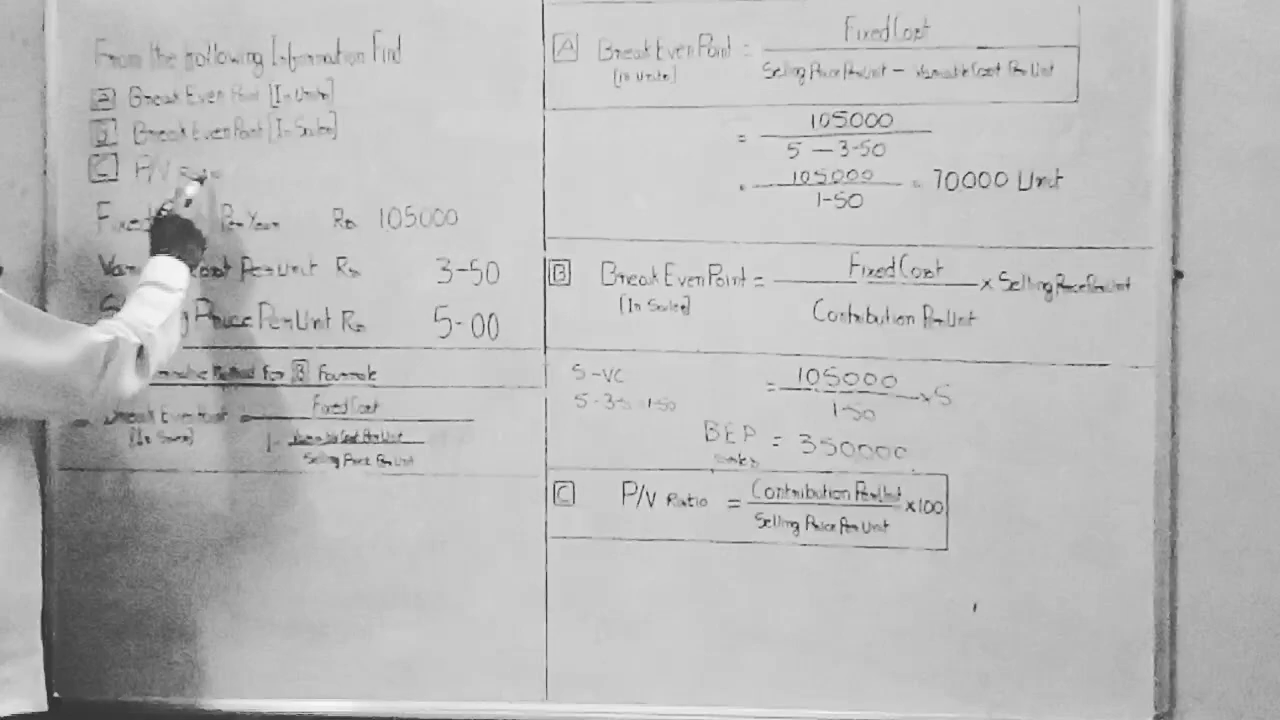 From the Following Information Find
a Break Even Point [In Units]
b Break Even Point [In Sales]
C P/V
Fixed Per Year Rs 105000
Cost Per Unit Rs 3-50
Price Per Unit Rs 5-00
Method For B Formula
Break Even Point = Fixed Cost
[In Sales] 1 - Variable Cost Per Unit
Selling Price Per Unit
A Break Even Point = Fixed Cost
[In Units] Selling Price Per Unit - Variable Cost Per Unit
= 105000
5 - 3-50
= 105000 = 70000 Unit
1-50
B Break Even Point = Fixed Cost × Selling Price Per Unit
[In Sales] Contribution Per Unit
5 - VC = 105000 × 5
5-3-5 1-50 1-50
BEP = 350000
Sales
C P/V Ratio = Contribution Per Unit × 100
Selling Price Per Unit